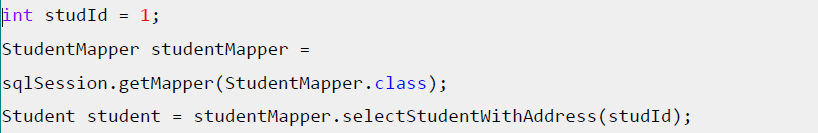 int studId = 1;
StudentMapper studentMapper =
sqlSession.getMapper(StudentMapper.class);
Student student = studentMapper.selectStudentWithAddress(studId);